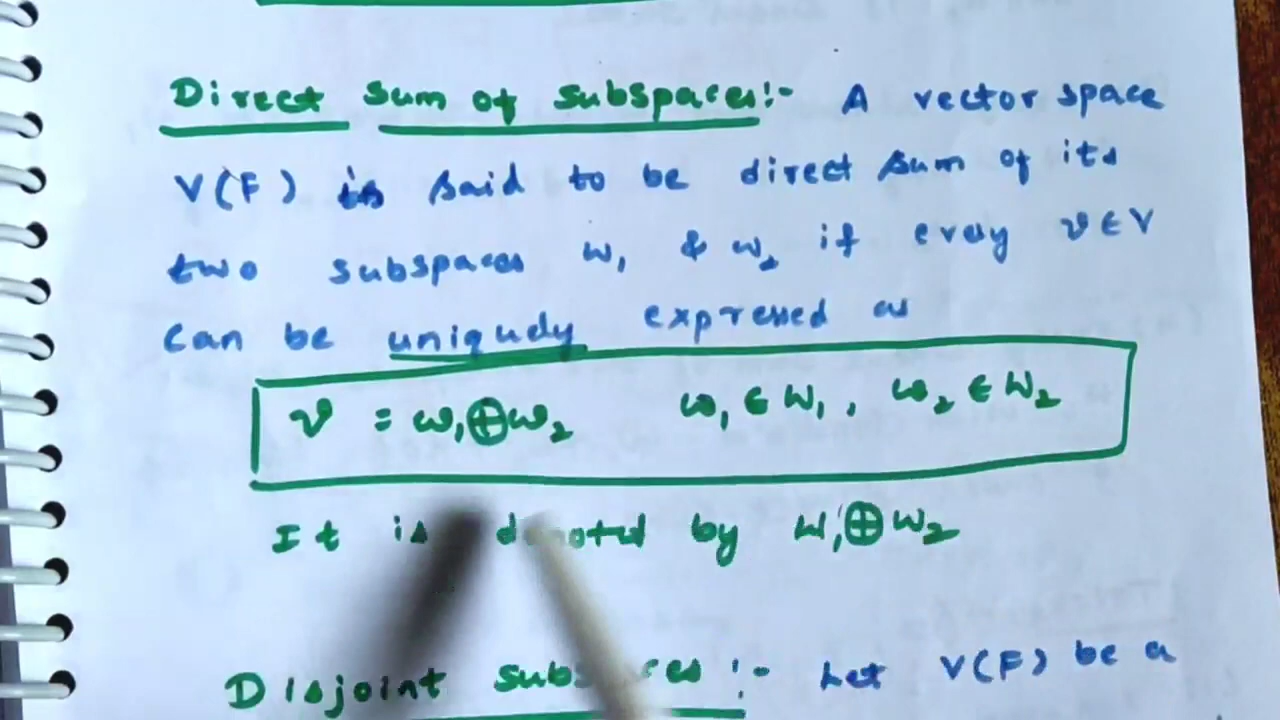 Direct sum of subspaces:- A vector space
V(F) is said to be direct sum of its
two subspaces W₁ & W₂ if every v∈V
can be uniquely expressed as
v = w₁⊕w₂ w₁∈W₁, w₂∈W₂
It is denoted by W₁⊕W₂
Disjoint subspaces:- Let V(F) be a